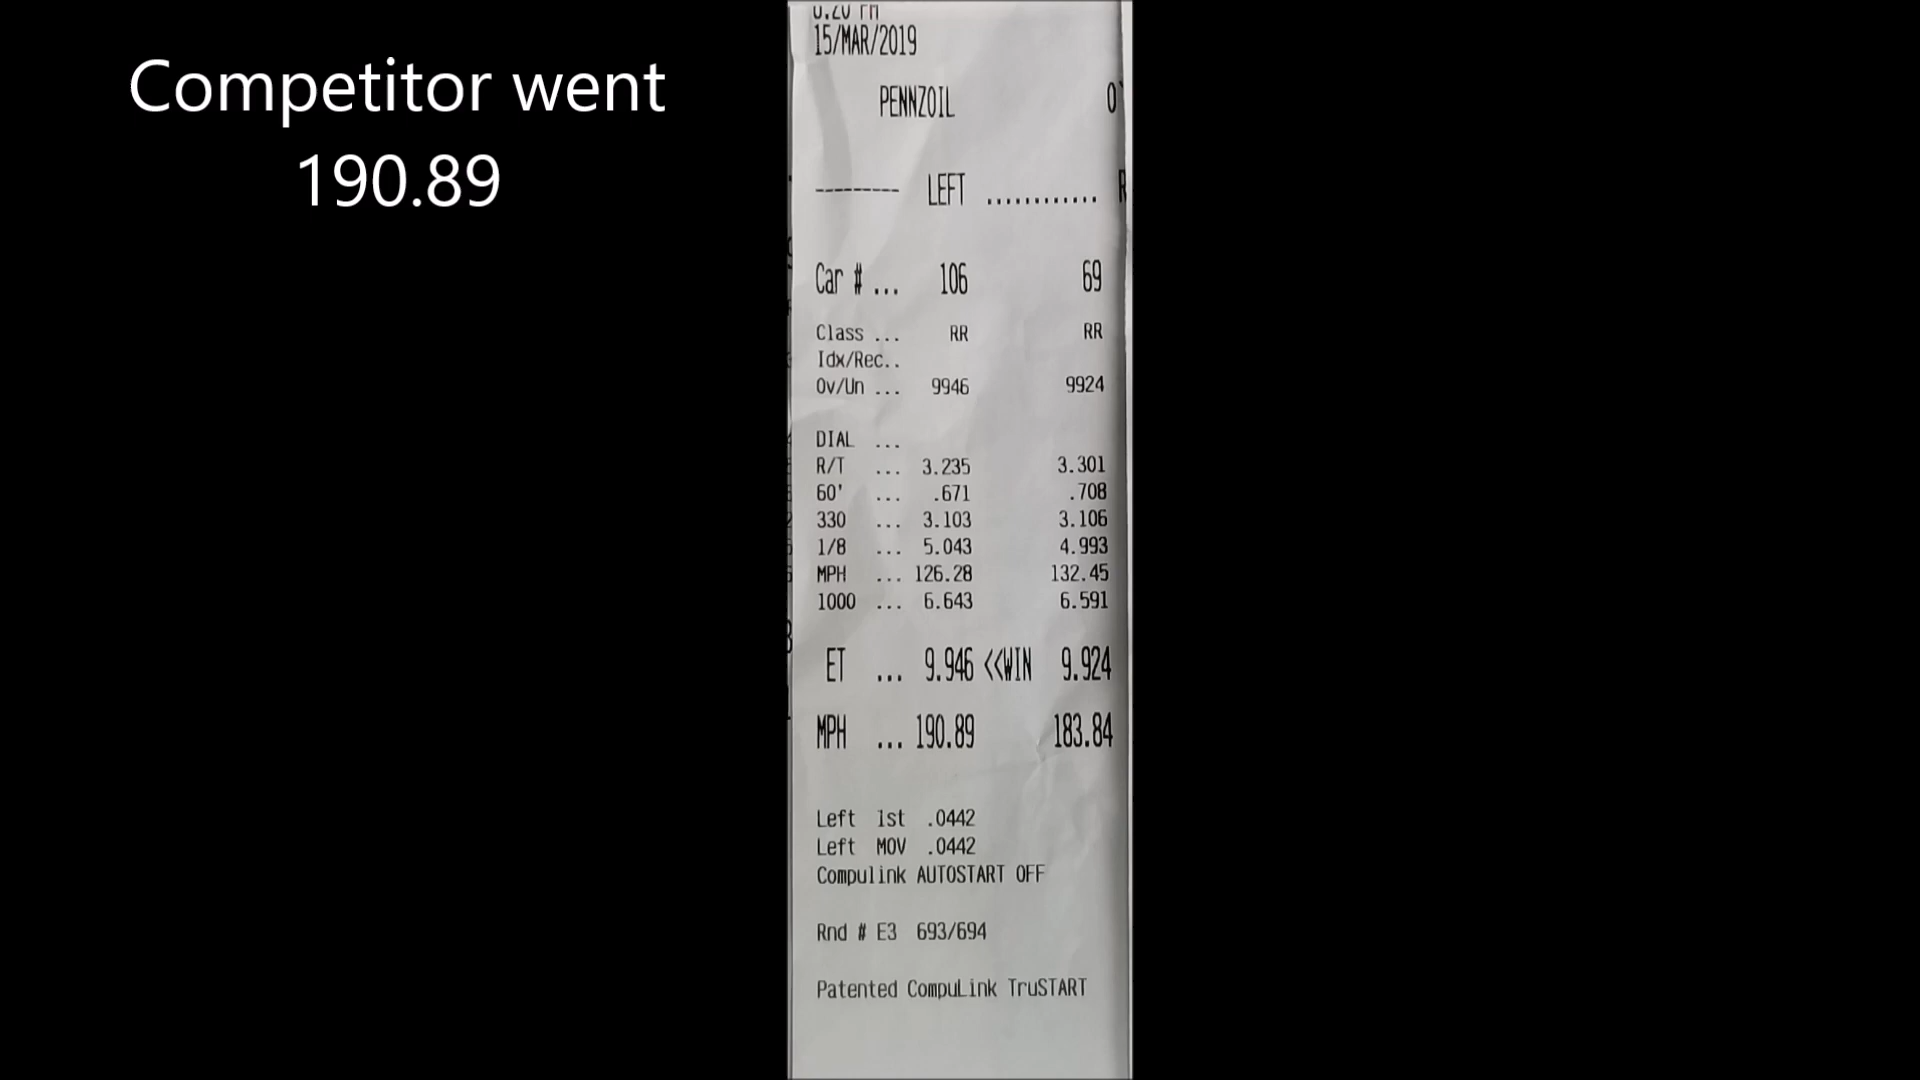 Competitor went
190.89
15/MAR/2019
PENNZOIL
--------- LEFT ............ R
Car # ... 106 69
Class ... RR RR
Idx/Rec..
Ov/Un ... 9946 9924
DIAL ...
R/T ... 3.235 3.301
60' ... .671 .708
330 ... 3.103 3.106
1/8 ... 5.043 4.993
MPH ... 126.28 132.45
1000 ... 6.643 6.591
ET ... 9.946 <<WIN 9.924
MPH ... 190.89 183.84
Left 1st .0442
Left MOV .0442
Compulink AUTOSTART OFF
Rnd # E3 693/694
Patented CompuLink TruSTART